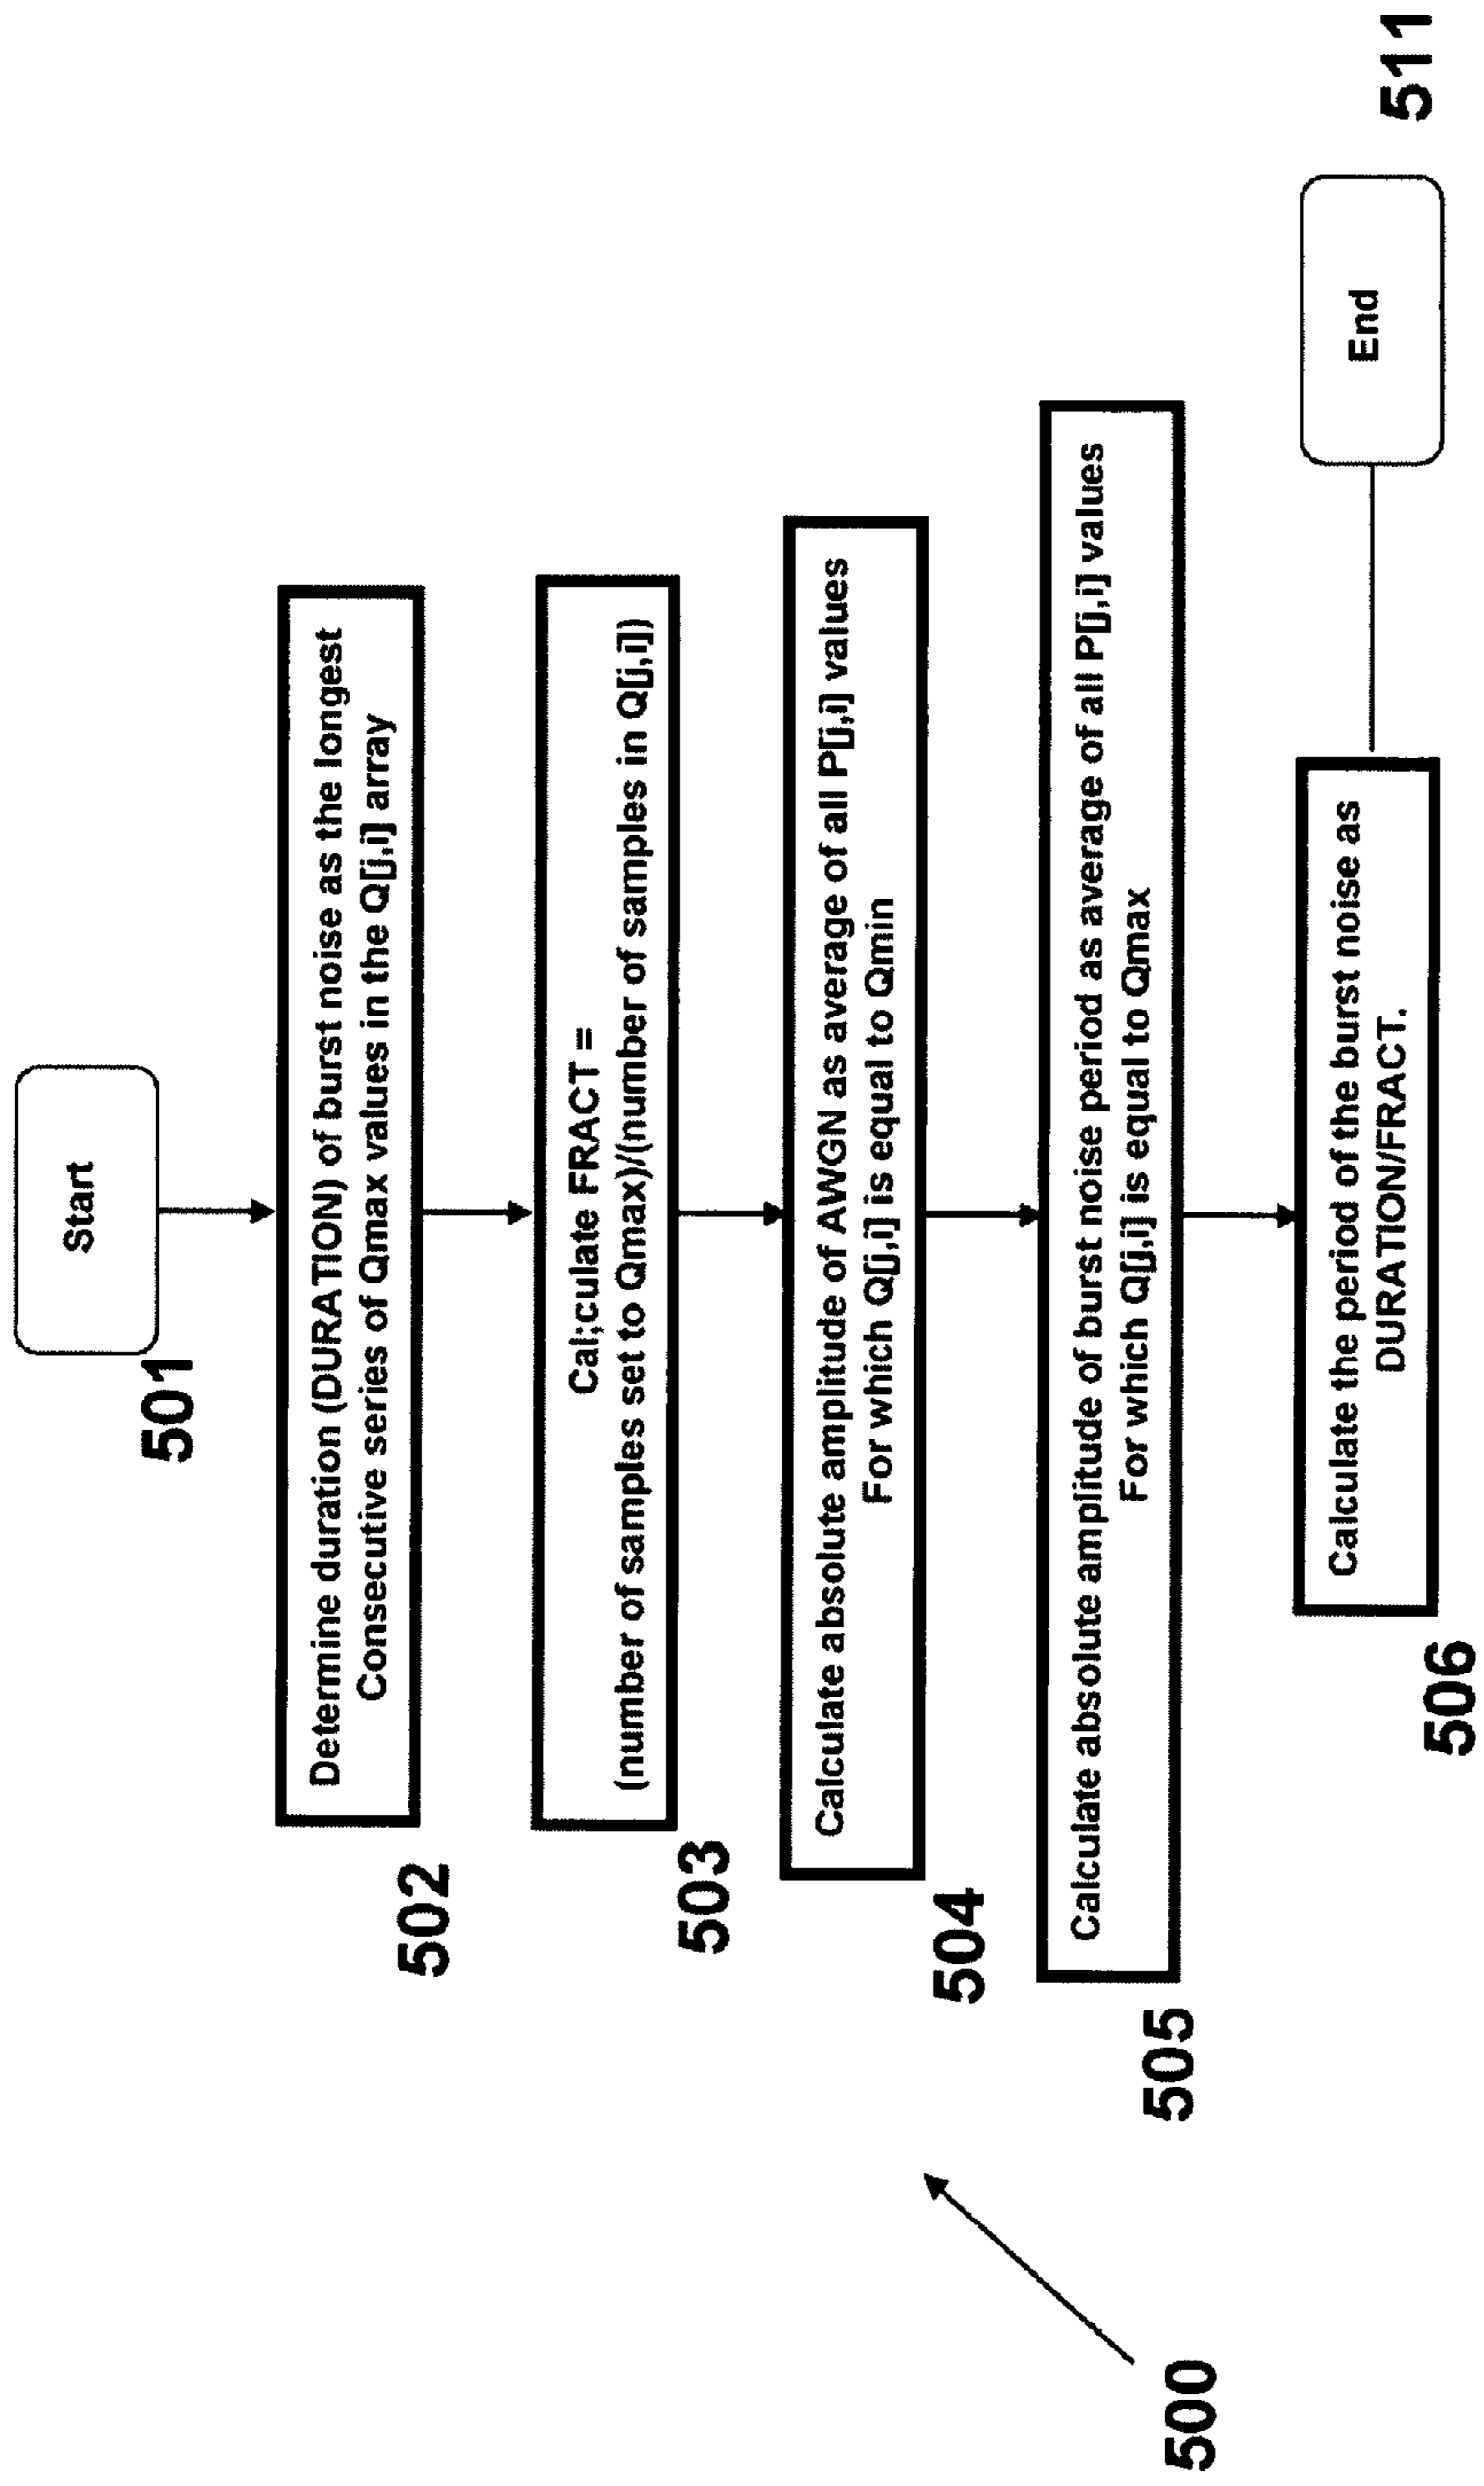 Start
501
Determine duration (DURATION) of burst noise as the longest
Consecutive series of Qmax values in the Q[j,i] array
502
Cal;culate FRACT =
(number of samples set to Qmax)/(number of samples in Q[j,i])
503
Calculate absolute amplitude of AWGN as average of all P[j,i] values
For which Q[j,i] is equal to Qmin
504
Calculate absolute amplitude of burst noise period as average of all P[j,i] values
For which Q[j,i] is equal to Qmax
505
Calculate the period of the burst noise as
DURATION/FRACT.
506
End
511
500